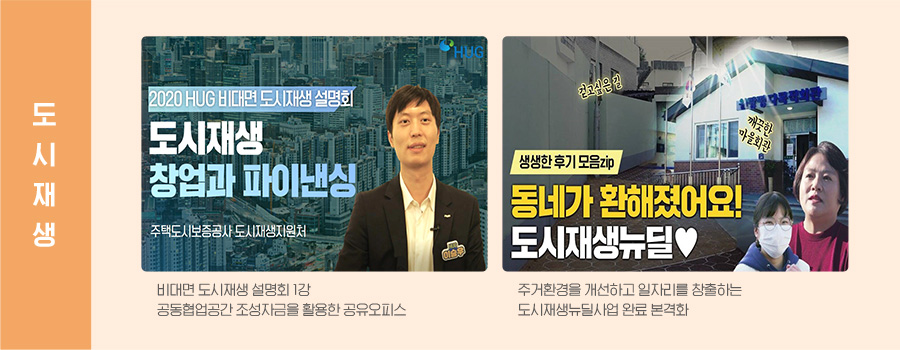 도시재생
HUG
2020 HUG 비대면 도시재생 설명회
도시재생
창업과 파이낸싱
주택도시보증공사 도시재생지원처
이승우
비대면 도시재생 설명회 1강
공동협업공간 조성자금을 활용한 공유오피스
걷고싶은 길
깨끗한
마을회관
생생한 후기 모음zip
동네가 환해졌어요!
도시재생뉴딜♥
주거환경을 개선하고 일자리를 창출하는
도시재생뉴딜사업 완료 본격화